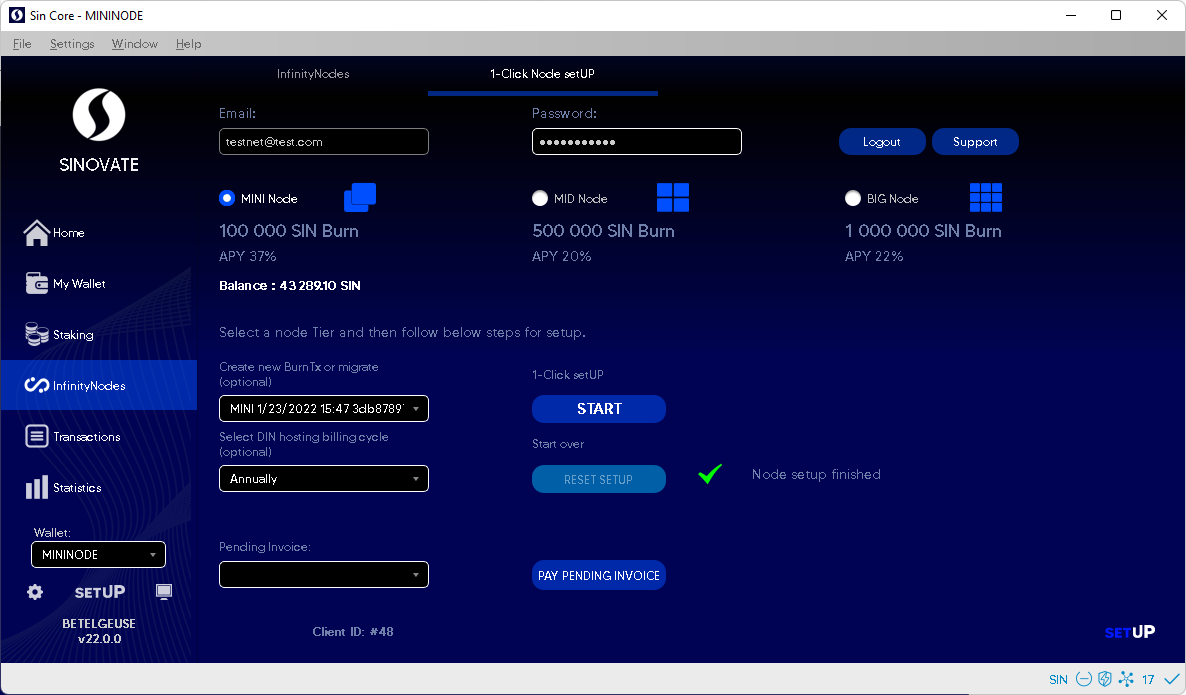 Sin Core - MININODE
File Settings Window Help
InfinityNodes
1-Click Node setUP
Email:
Password:
testnet@test.com
Logout
Support
SINOVATE
MINI Node
MID Node
BIG Node
100 000 SIN Burn
500 000 SIN Burn
1 000 000 SIN Burn
APY 37%
APY 20%
APY 22%
Balance : 43 289.10 SIN
Home
My Wallet
Staking
InfinityNodes
Transactions
Statistics
Select a node Tier and then follow below steps for setup.
Create new BurnTx or migrate
(optional)
1-Click setUP
MINI 1/23/2022 15:47 3db8789
START
Select DIN hosting billing cycle
(optional)
Start over
Annually
RESET SETUP
Node setup finished
Wallet:
MININODE
Pending Invoice:
PAY PENDING INVOICE
SETUP
BETELGEUSE
v22.0.0
Client ID: #48
SETUP
SIN
17